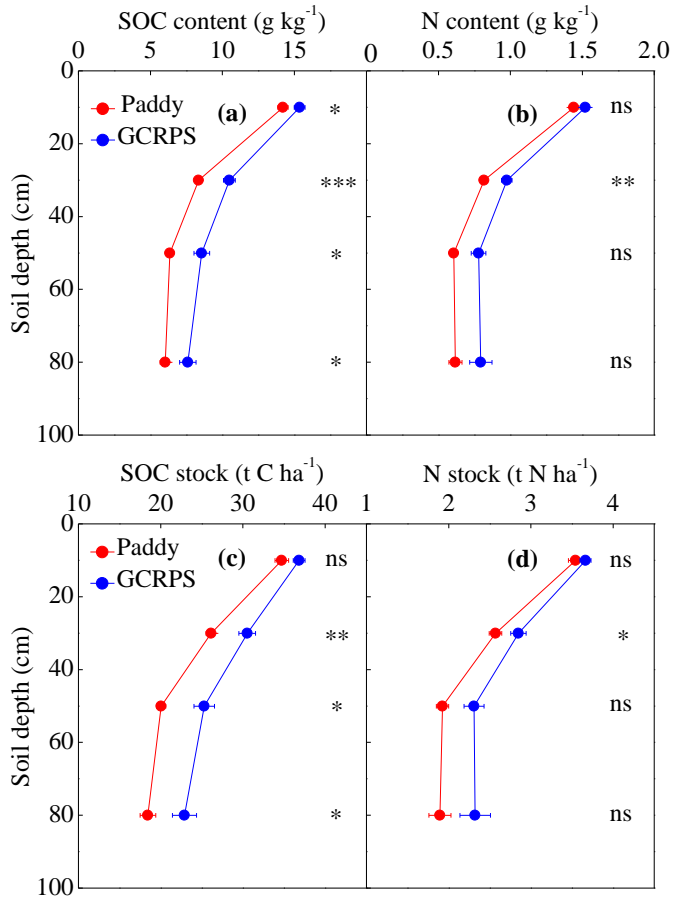 SOC content (g kg⁻¹) N content (g kg⁻¹)
0 5 10 15 0 0.5 1.0 1.5 2.0
0
Paddy (a) * (b) ns
GCRPS
20
*** **
40
* ns
60
80 * ns
100
Soil depth (cm)
SOC stock (t C ha⁻¹) N stock (t N ha⁻¹)
10 20 30 40 1 2 3 4
0
Paddy (c) ns (d) ns
GCRPS
20
** *
40
* ns
60
80 * ns
100
Soil depth (cm)